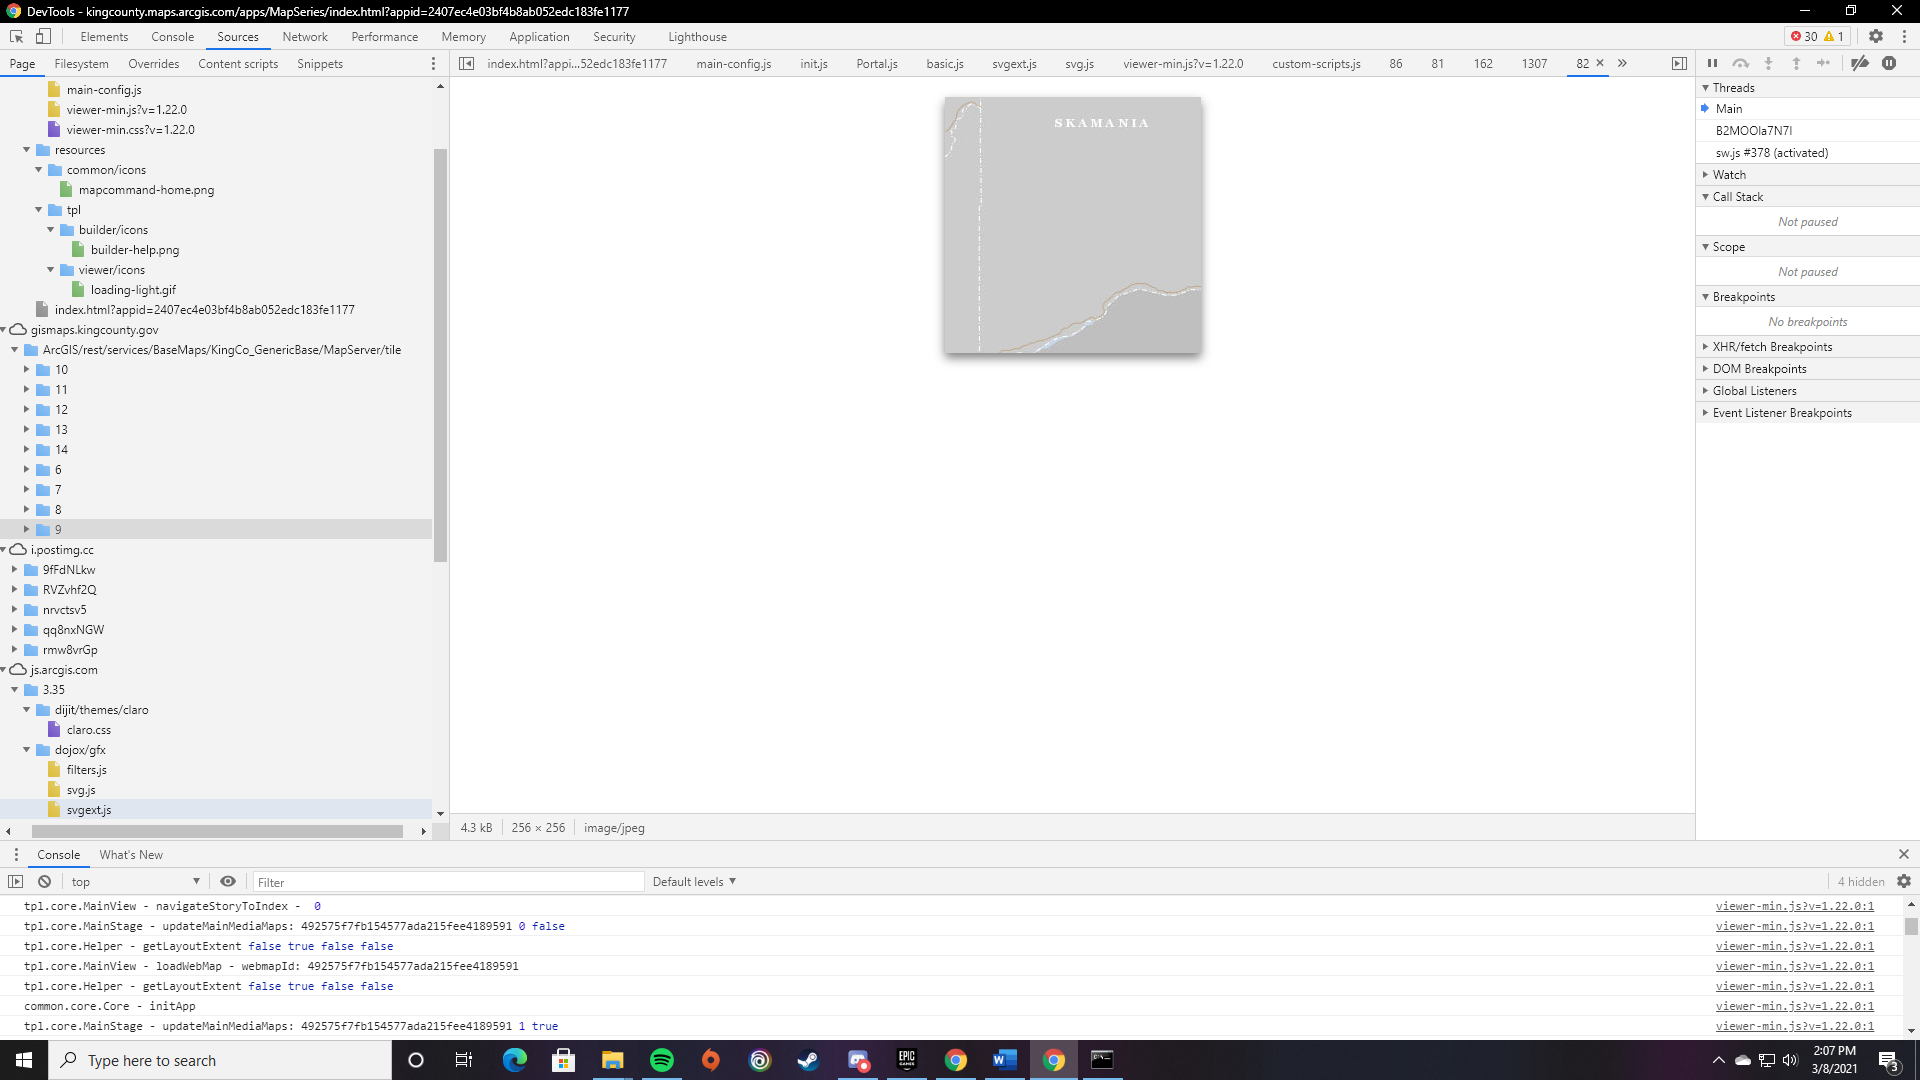 DevTools - kingcounty.maps.arcgis.com/apps/MapSeries/index.html?appid=2407ec4e03bf4b8ab052edc183fe1177
Elements Console Sources Network Performance Memory Application Security Lighthouse 30 1
Page Filesystem Overrides Content scripts Snippets
index.html?appi...52edc183fe1177 main-config.js init.js Portal.js basic.js svgext.js svg.js viewer-min.js?v=1.22.0 custom-scripts.js 86 81 162 1307 82
main-config.js
viewer-min.js?v=1.22.0
viewer-min.css?v=1.22.0
resources
common/icons
mapcommand-home.png
tpl
builder/icons
builder-help.png
viewer/icons
loading-light.gif
index.html?appid=2407ec4e03bf4b8ab052edc183fe1177
gismaps.kingcounty.gov
ArcGIS/rest/services/BaseMaps/KingCo_GenericBase/MapServer/tile
10
11
12
13
14
6
7
8
9
i.postimg.cc
9fFdNLkw
RVZvhf2Q
nrvctsv5
qq8nxNGW
rmw8vrGp
js.arcgis.com
3.35
dijit/themes/claro
claro.css
dojox/gfx
filters.js
svg.js
svgext.js
SKAMANIA
4.3 kB 256 × 256 image/jpeg
Threads
Main
B2MOOIa7N7I
sw.js #378 (activated)
Watch
Call Stack
Not paused
Scope
Not paused
Breakpoints
No breakpoints
XHR/fetch Breakpoints
DOM Breakpoints
Global Listeners
Event Listener Breakpoints
Console What's New
top Filter Default levels 4 hidden
tpl.core.MainView - navigateStoryToIndex - 0 viewer-min.js?v=1.22.0:1
tpl.core.MainStage - updateMainMediaMaps: 492575f7fb154577ada215fee4189591 0 false viewer-min.js?v=1.22.0:1
tpl.core.Helper - getLayoutExtent false true false false viewer-min.js?v=1.22.0:1
tpl.core.MainView - loadWebMap - webmapId: 492575f7fb154577ada215fee4189591 viewer-min.js?v=1.22.0:1
tpl.core.Helper - getLayoutExtent false true false false viewer-min.js?v=1.22.0:1
common.core.Core - initApp viewer-min.js?v=1.22.0:1
tpl.core.MainStage - updateMainMediaMaps: 492575f7fb154577ada215fee4189591 1 true viewer-min.js?v=1.22.0:1
Type here to search
EPIC GAMES
2:07 PM
3/8/2021
3